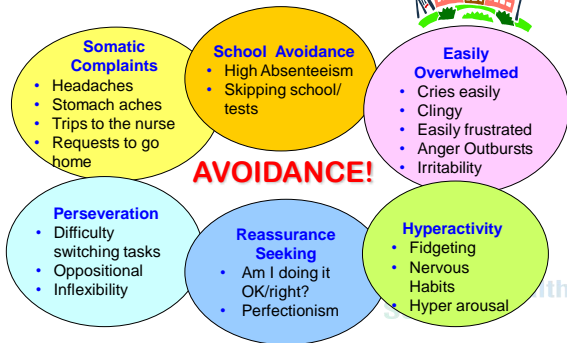 Somatic
Complaints
• Headaches
• Stomach aches
• Trips to the nurse
• Requests to go
home
School Avoidance
• High Absenteeism
• Skipping school/
tests
Easily
Overwhelmed
• Cries easily
• Clingy
• Easily frustrated
• Anger Outbursts
• Irritability
AVOIDANCE!
Perseveration
• Difficulty
switching tasks
• Oppositional
• Inflexibility
Reassurance
Seeking
• Am I doing it
OK/right?
• Perfectionism
Hyperactivity
• Fidgeting
• Nervous
Habits
• Hyper arousal